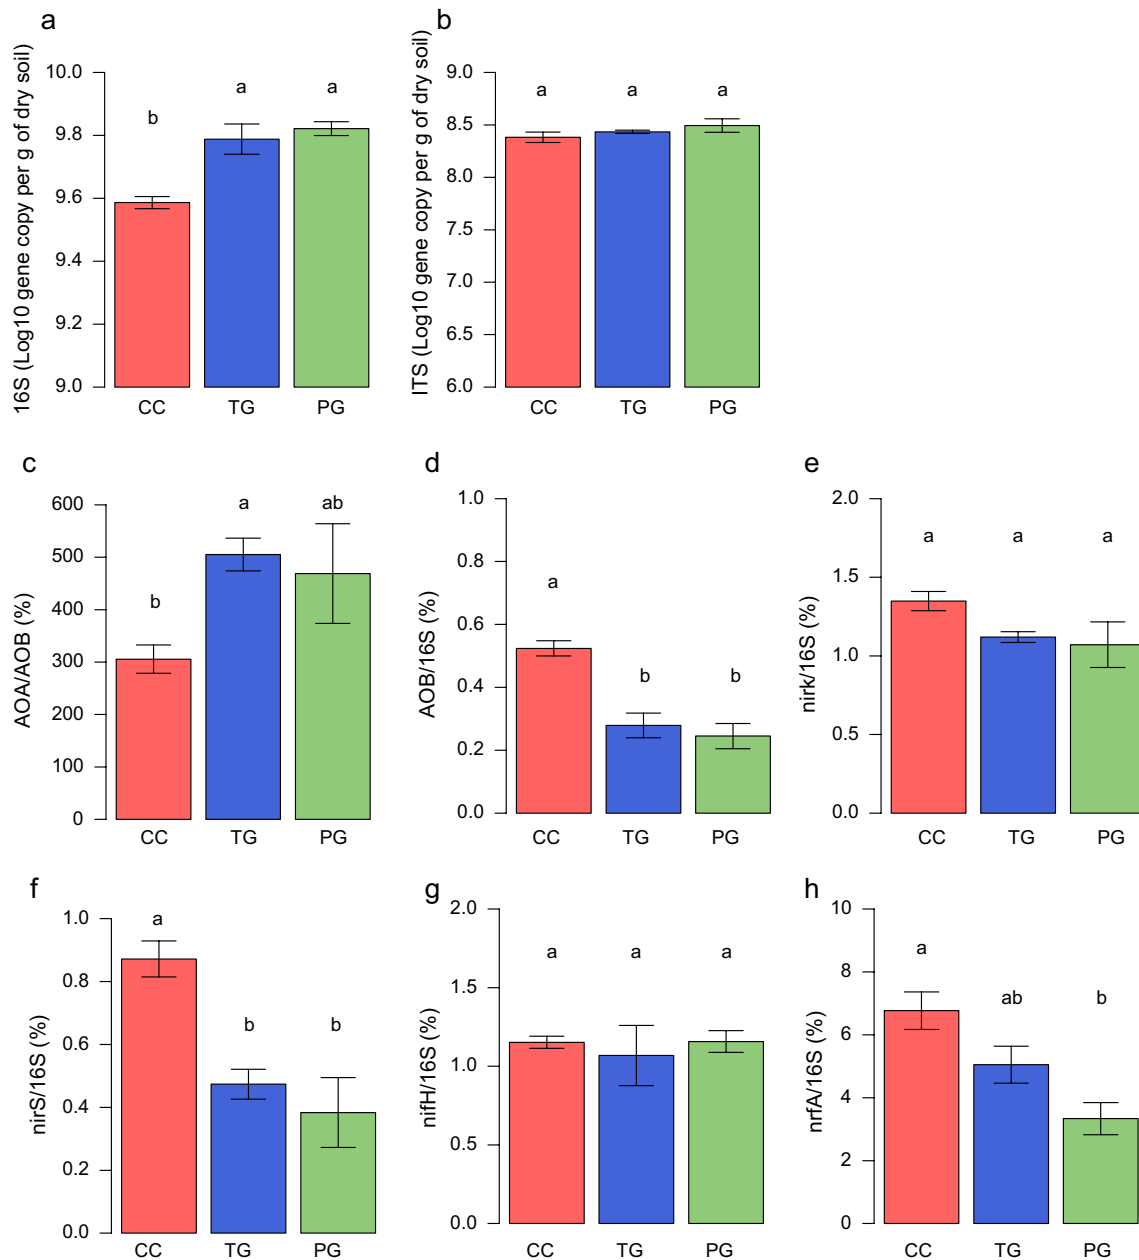 a
16S (Log10 gene copy per g of dry soil)
10.0
9.8
9.6
9.4
9.2
9.0
b
a
a
CC
TG
PG
b
ITS (Log10 gene copy per g of dry soil)
9.0
8.5
8.0
7.5
7.0
6.5
6.0
a
a
a
CC
TG
PG
c
AOA/AOB (%)
600
500
400
300
200
100
0
b
a
ab
CC
TG
PG
d
AOB/16S (%)
1.0
0.8
0.6
0.4
0.2
0.0
a
b
b
CC
TG
PG
e
nirk/16S (%)
2.0
1.5
1.0
0.5
0.0
a
a
a
CC
TG
PG
f
nirS/16S (%)
1.0
0.8
0.6
0.4
0.2
0.0
a
b
b
CC
TG
PG
g
nifH/16S (%)
2.0
1.5
1.0
0.5
0.0
a
a
a
CC
TG
PG
h
nrfA/16S (%)
10
8
6
4
2
0
a
ab
b
CC
TG
PG